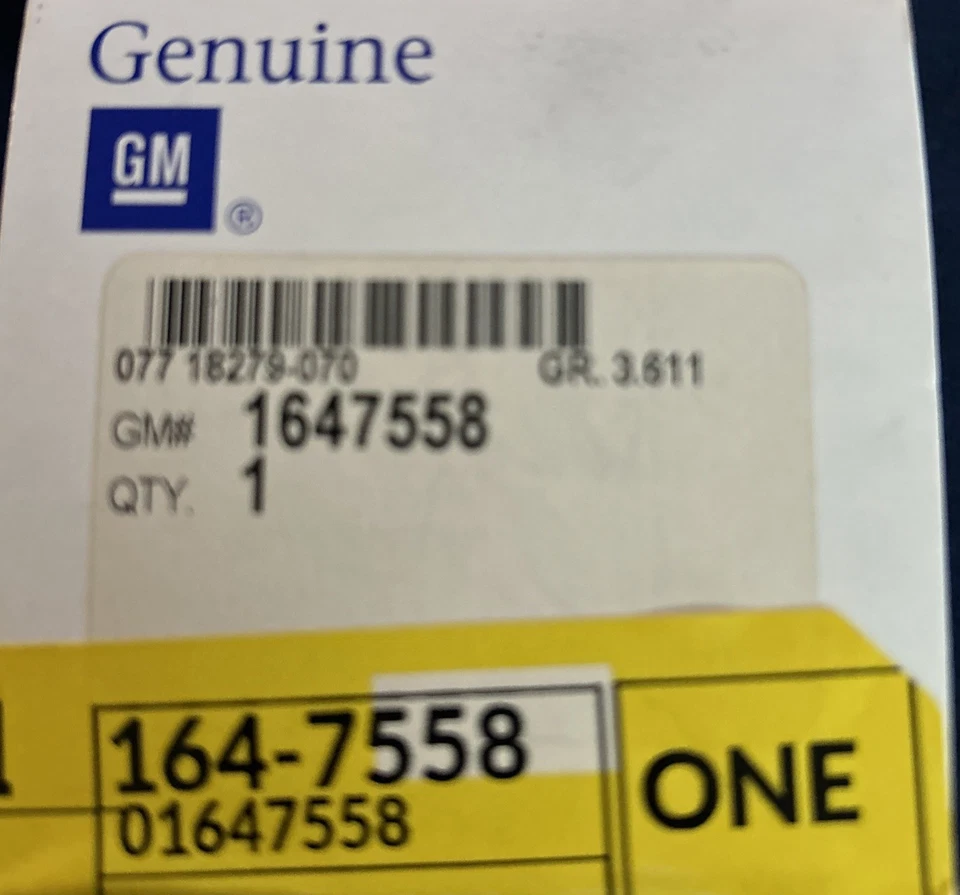 Genuine
GM
®
077 18279-070 GR. 3.611
GM# 1647558
QTY. 1
164-7558
01647558
ONE